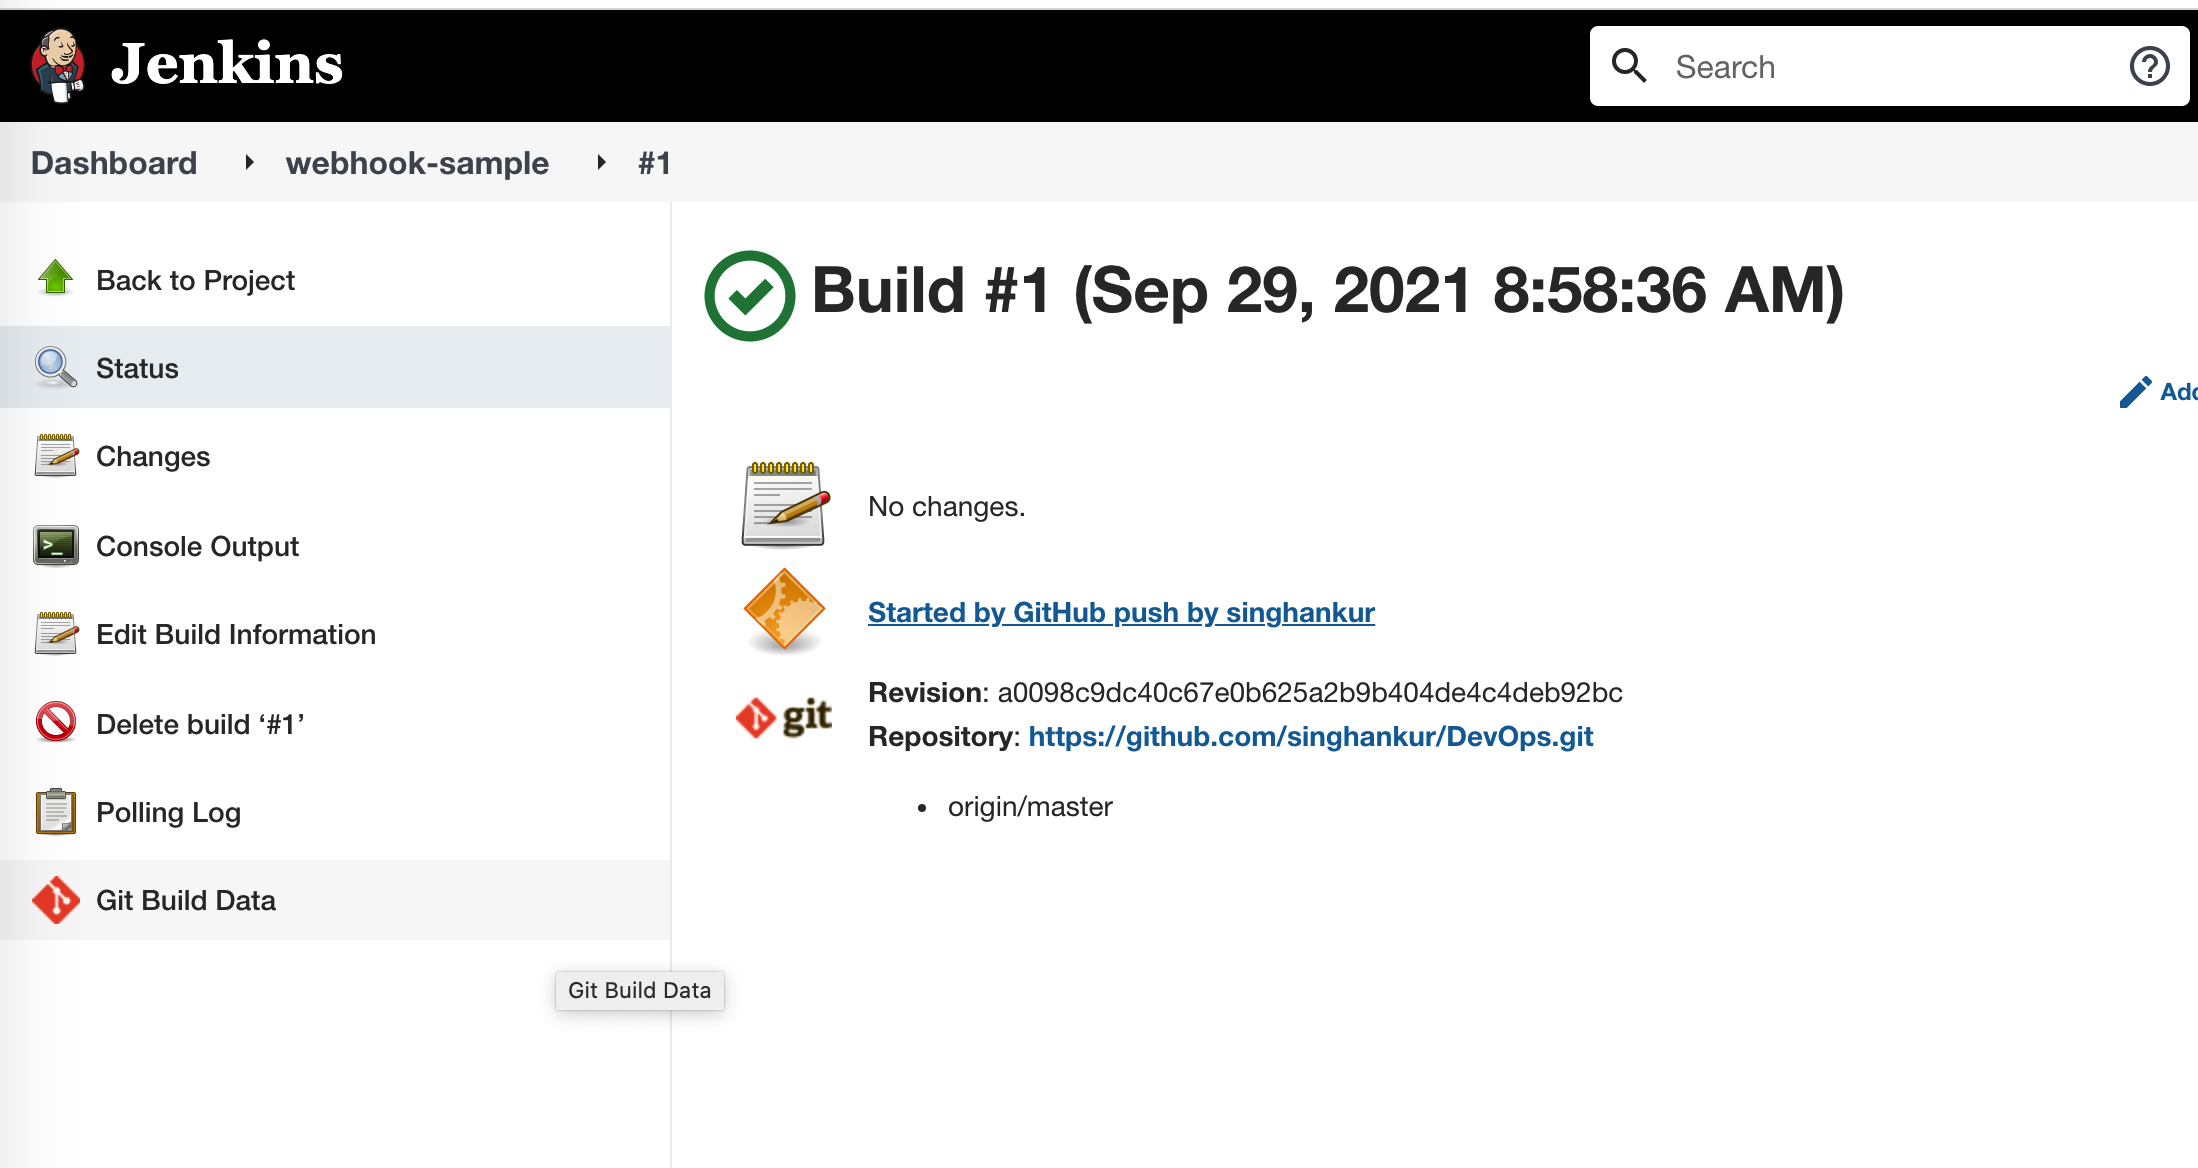 Jenkins
Search
Dashboard
webhook-sample
#1
Back to Project
Status
Changes
Console Output
Edit Build Information
Delete build ‘#1’
Polling Log
Git Build Data
Git Build Data
Build #1 (Sep 29, 2021 8:58:36 AM)
Add
No changes.
Started by GitHub push by singhankur
git
Revision: a0098c9dc40c67e0b625a2b9b404de4c4deb92bc
Repository: https://github.com/singhankur/DevOps.git
origin/master